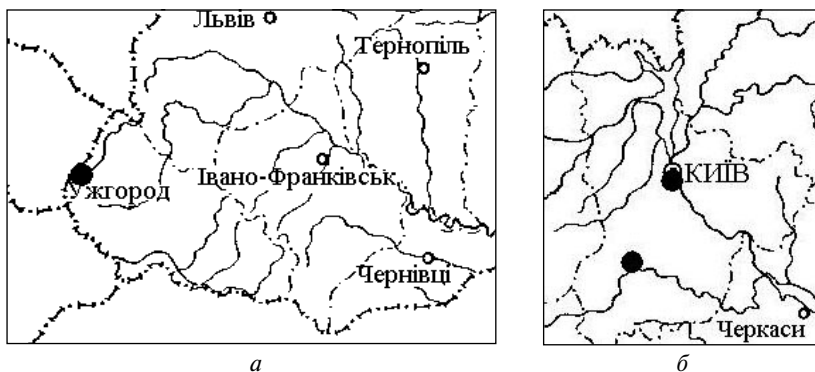 Львів
Тернопіль
Ужгород
Івано-Франківськ
Чернівці
КИЇВ
Черкаси
а
б